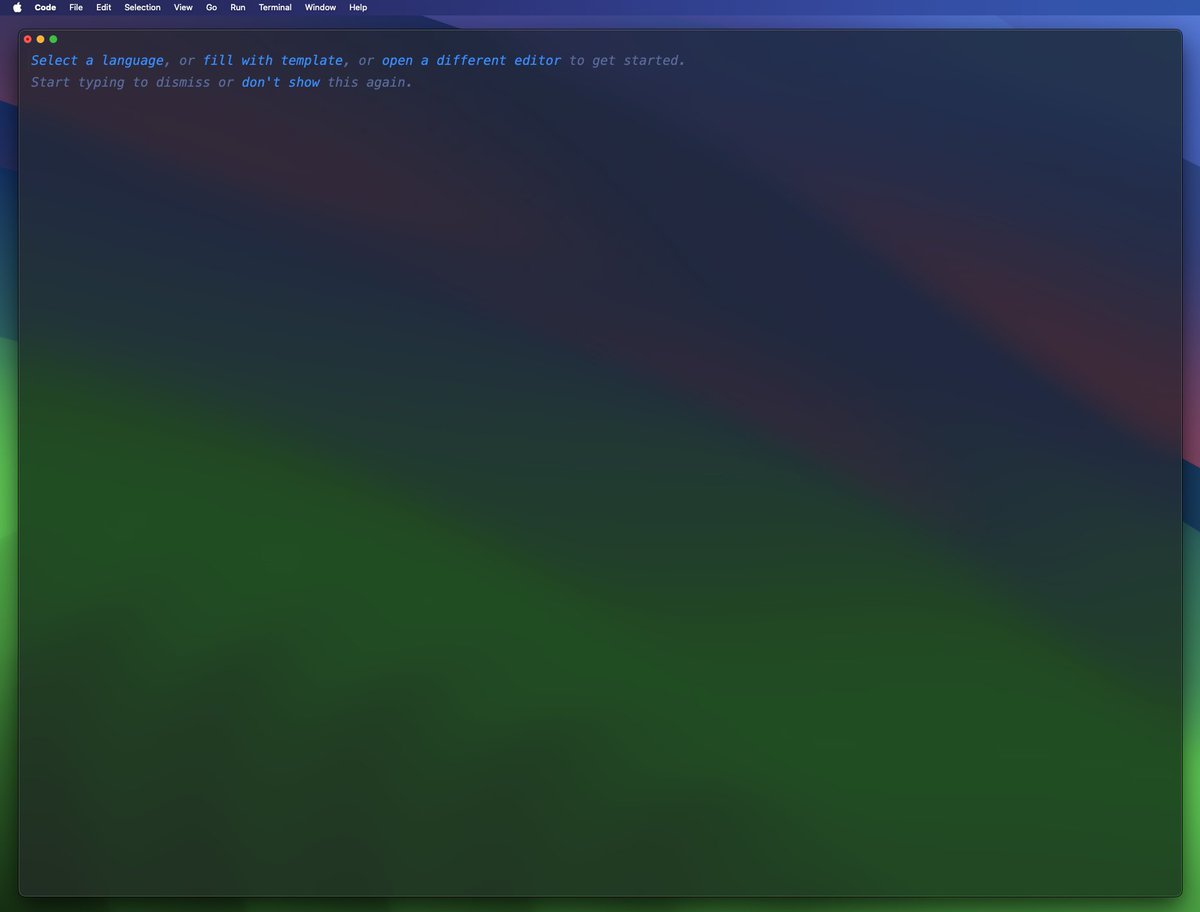 Code File Edit Selection View Go Run Terminal Window Help
Select a language, or fill with template, or open a different editor to get started.
Start typing to dismiss or don't show this again.